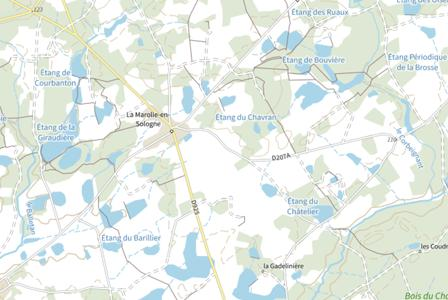 Étang des Ruaux
Étang de
Courbanton
Étang de Bouvière
Étang Périodique
de la Brosse
La Marolle-en-
Sologne
Étang du Chavran
Étang de la
Giraudière
D207A
D925
Étang du
Châtelier
Étang du Barillier
la Gadelinière
les Coudr
Bois du Ch